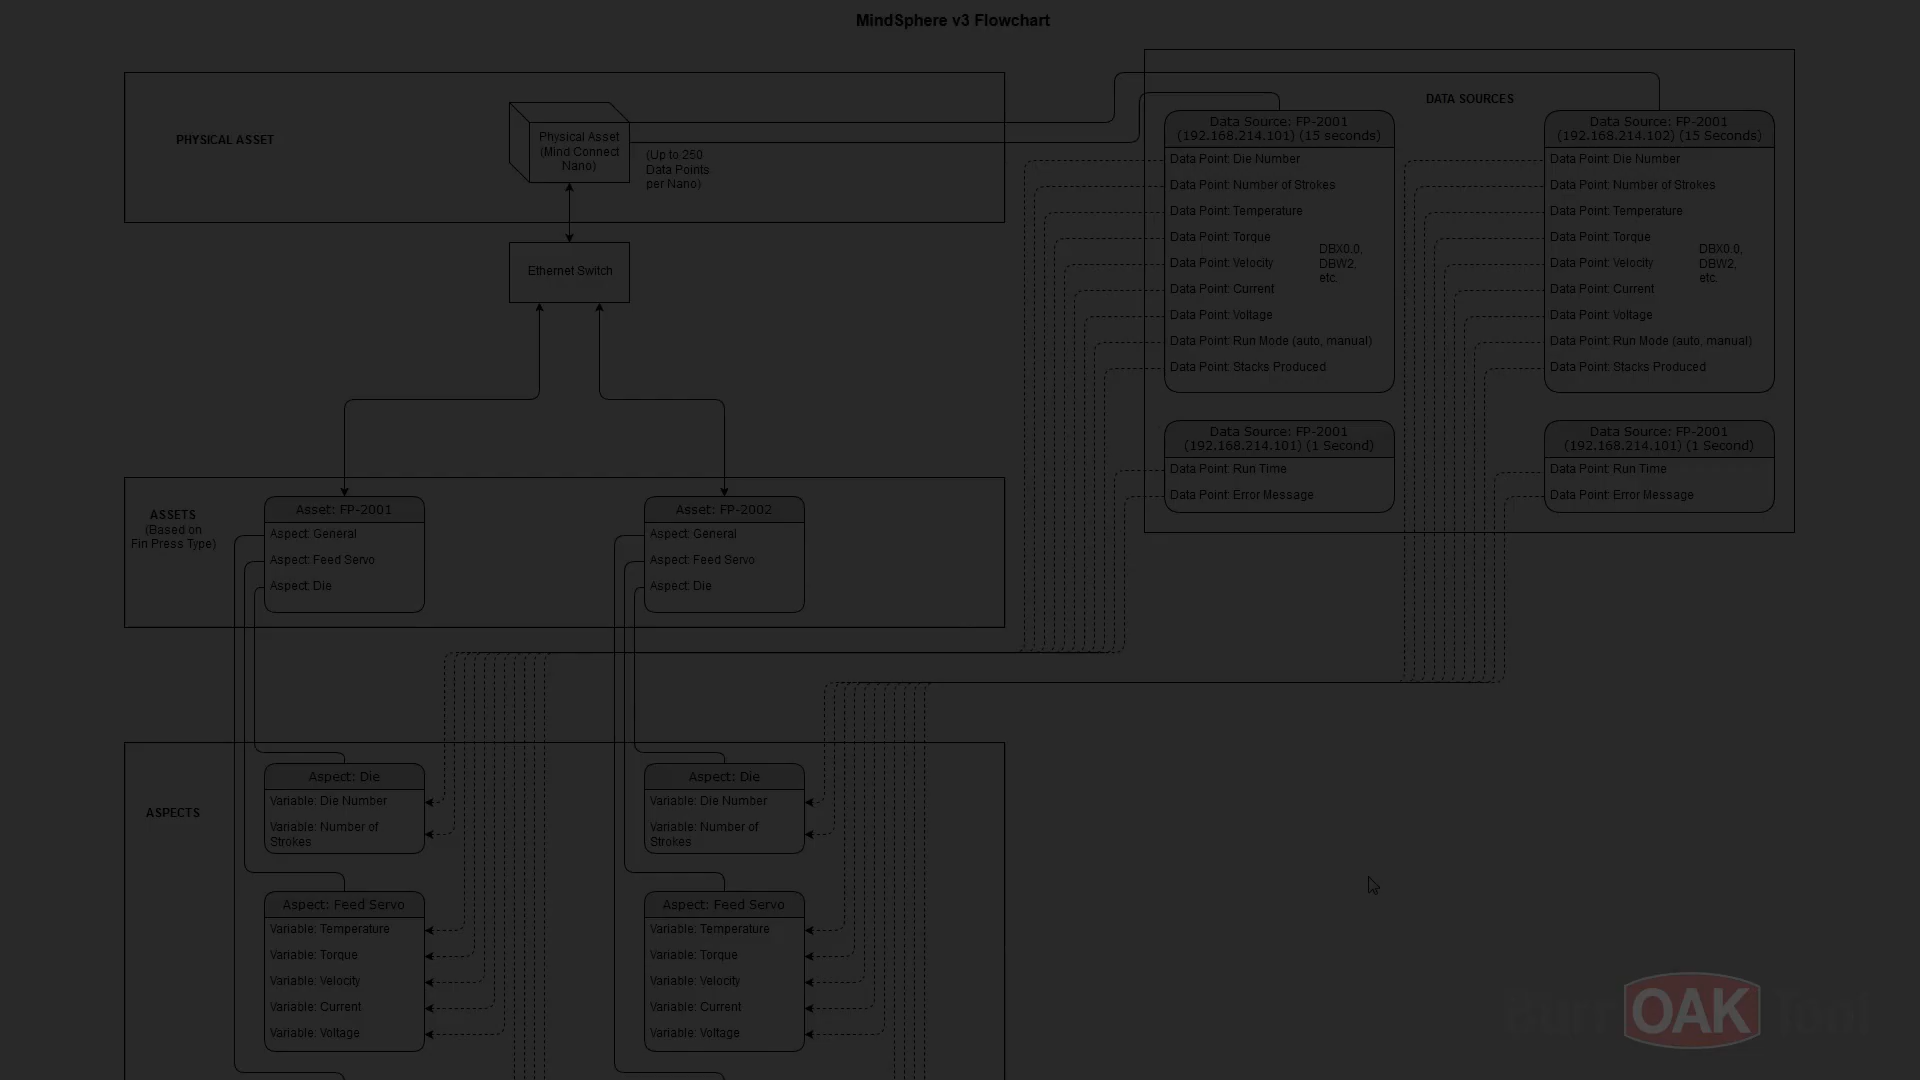 MindSphere v3 Flowchart
PHYSICAL ASSET
Physical Asset
(Mind Connect
Nano)
(Up to 250
Data Points
per Nano)
Ethernet Switch
DATA SOURCES
Data Source: FP-2001
(192.168.214.101) (15 seconds)
Data Point: Die Number
Data Point: Number of Strokes
Data Point: Temperature
Data Point: Torque
Data Point: Velocity
Data Point: Current
Data Point: Voltage
Data Point: Run Mode (auto, manual)
Data Point: Stacks Produced
DBX0.0,
DBW2,
etc.
Data Source: FP-2001
(192.168.214.102) (15 Seconds)
Data Point: Die Number
Data Point: Number of Strokes
Data Point: Temperature
Data Point: Torque
Data Point: Velocity
Data Point: Current
Data Point: Voltage
Data Point: Run Mode (auto, manual)
Data Point: Stacks Produced
DBX0.0,
DBW2,
etc.
Data Source: FP-2001
(192.168.214.101) (1 Second)
Data Point: Run Time
Data Point: Error Message
Data Source: FP-2001
(192.168.214.101) (1 Second)
Data Point: Run Time
Data Point: Error Message
ASSETS
(Based on
Fin Press Type)
Asset: FP-2001
Aspect: General
Aspect: Feed Servo
Aspect: Die
Asset: FP-2002
Aspect: General
Aspect: Feed Servo
Aspect: Die
ASPECTS
Aspect: Die
Variable: Die Number
Variable: Number of
Strokes
Aspect: Die
Variable: Die Number
Variable: Number of
Strokes
Aspect: Feed Servo
Variable: Temperature
Variable: Torque
Variable: Velocity
Variable: Current
Variable: Voltage
Aspect: Feed Servo
Variable: Temperature
Variable: Torque
Variable: Velocity
Variable: Current
Variable: Voltage
Burr OAK Tool